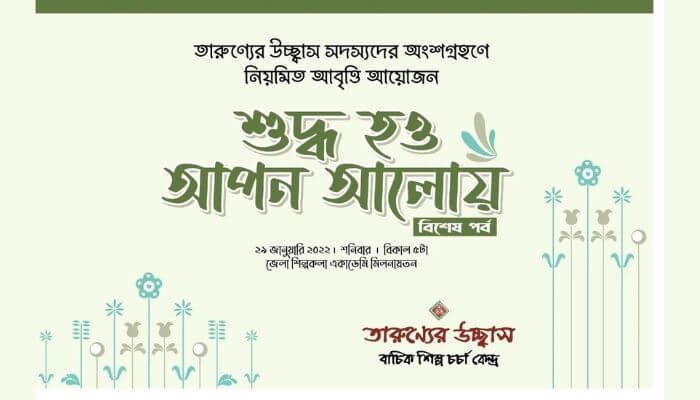 তারুণ্যের উচ্ছ্বাস সদস্যদের অংশগ্রহণে
নিয়মিত আবৃত্তি আয়োজন
শুদ্ধ হও
আপন আলোয়
বিশেষ পর্ব
২৯ জানুয়ারি ২০২২। শনিবার । বিকাল ৫টা
জেলা শিল্পকলা একাডেমি মিলনায়তন
তারুণ্যের উচ্ছ্বাস
বাচিক শিল্প চর্চা কেন্দ্র